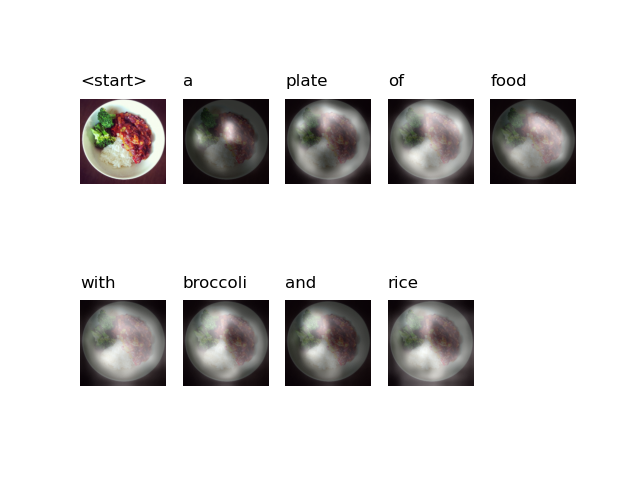 <start> a plate of food
with broccoli and rice